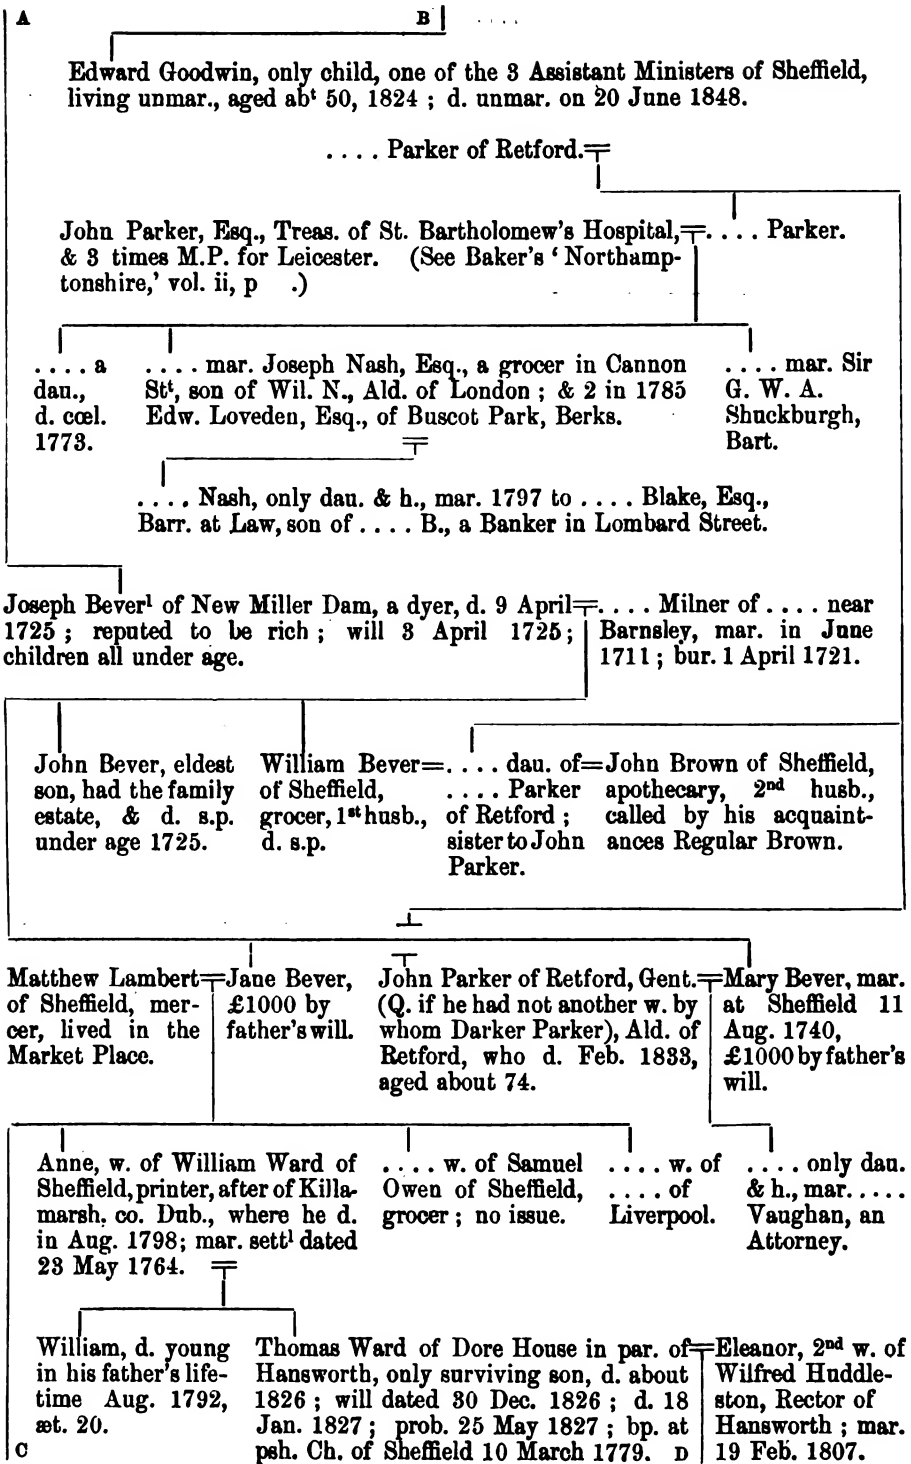 A B ....
Edward Goodwin, only child, one of the 3 Assistant Ministers of Sheffield,
living unmar., aged abt 50, 1824 ; d. unmar. on 20 June 1848.
.... Parker of Retford.
John Parker, Esq., Treas. of St. Bartholomew's Hospital,
& 3 times M.P. for Leicester. (See Baker's ' Northamp-
tonshire,' vol. ii, p .)
.... Parker.
.... a
dau.,
d. cœl.
1773.
.... mar. Joseph Nash, Esq., a grocer in Cannon
Stt, son of Wil. N., Ald. of London ; & 2 in 1785
Edw. Loveden, Esq., of Buscot Park, Berks.
.... mar. Sir
G. W. A.
Shuckburgh,
Bart.
.... Nash, only dau. & h., mar. 1797 to .... Blake, Esq.,
Barr. at Law, son of .... B., a Banker in Lombard Street.
Joseph Bever1 of New Miller Dam, a dyer, d. 9 April
1725 ; reputed to be rich ; will 3 April 1725 ;
children all under age.
.... Milner of .... near
Barnsley, mar. in June
1711 ; bur. 1 April 1721.
John Bever, eldest
son, had the family
estate, & d. s.p.
under age 1725.
William Bever
of Sheffield,
grocer, 1st husb.,
d. s.p.
.... dau. of
.... Parker
of Retford ;
sister to John
Parker.
John Brown of Sheffield,
apothecary, 2nd husb.,
called by his acquaint-
ances Regular Brown.
Matthew Lambert
of Sheffield, mer-
cer, lived in the
Market Place.
Jane Bever,
£1000 by
father's will.
John Parker of Retford, Gent.
(Q. if he had not another w. by
whom Darker Parker), Ald. of
Retford, who d. Feb. 1833,
aged about 74.
Mary Bever, mar.
at Sheffield 11
Aug. 1740,
£1000 by father's
will.
Anne, w. of William Ward of
Sheffield, printer, after of Killa-
marsh, co. Dub., where he d.
in Aug. 1798; mar. settl dated
23 May 1764.
.... w. of Samuel
Owen of Sheffield,
grocer ; no issue.
.... w. of
.... of
Liverpool.
.... only dau.
& h., mar.....
Vaughan, an
Attorney.
William, d. young
in his father's life-
time Aug. 1792,
æt. 20.
C
Thomas Ward of Dore House in par. of
Hansworth, only surviving son, d. about
1826 ; will dated 30 Dec. 1826 ; d. 18
Jan. 1827 ; prob. 25 May 1827 ; bp. at
psh. Ch. of Sheffield 10 March 1779. D
Eleanor, 2nd w. of
Wilfred Huddle-
ston, Rector of
Hansworth ; mar.
19 Feb. 1807.